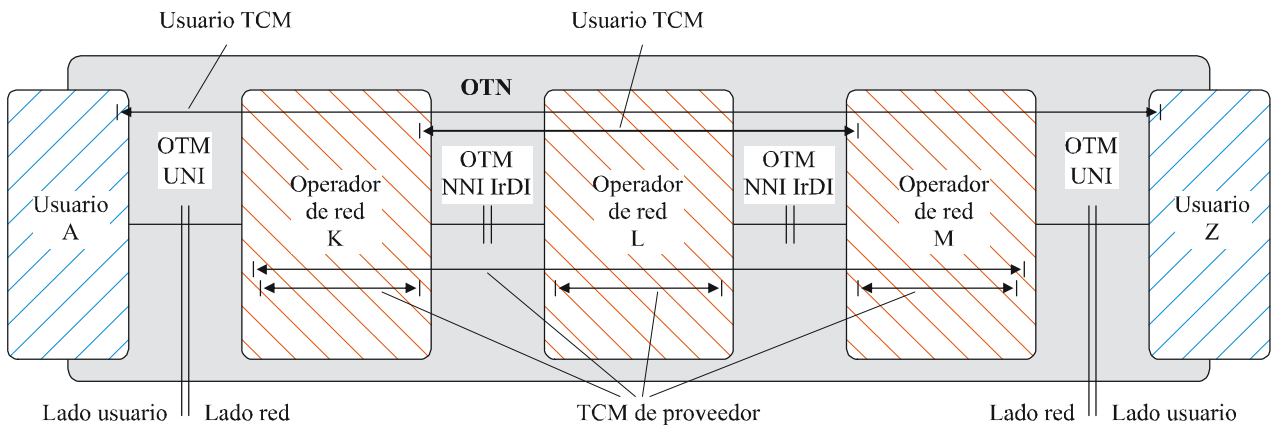 Usuario TCM
Usuario TCM
OTN
OTM
UNI
OTM
NNI IrDI
OTM
NNI IrDI
OTM
UNI
Usuario
A
Operador
de red
K
Operador
de red
L
Operador
de red
M
Usuario
Z
Lado usuario
Lado red
TCM de proveedor
Lado red
Lado usuario